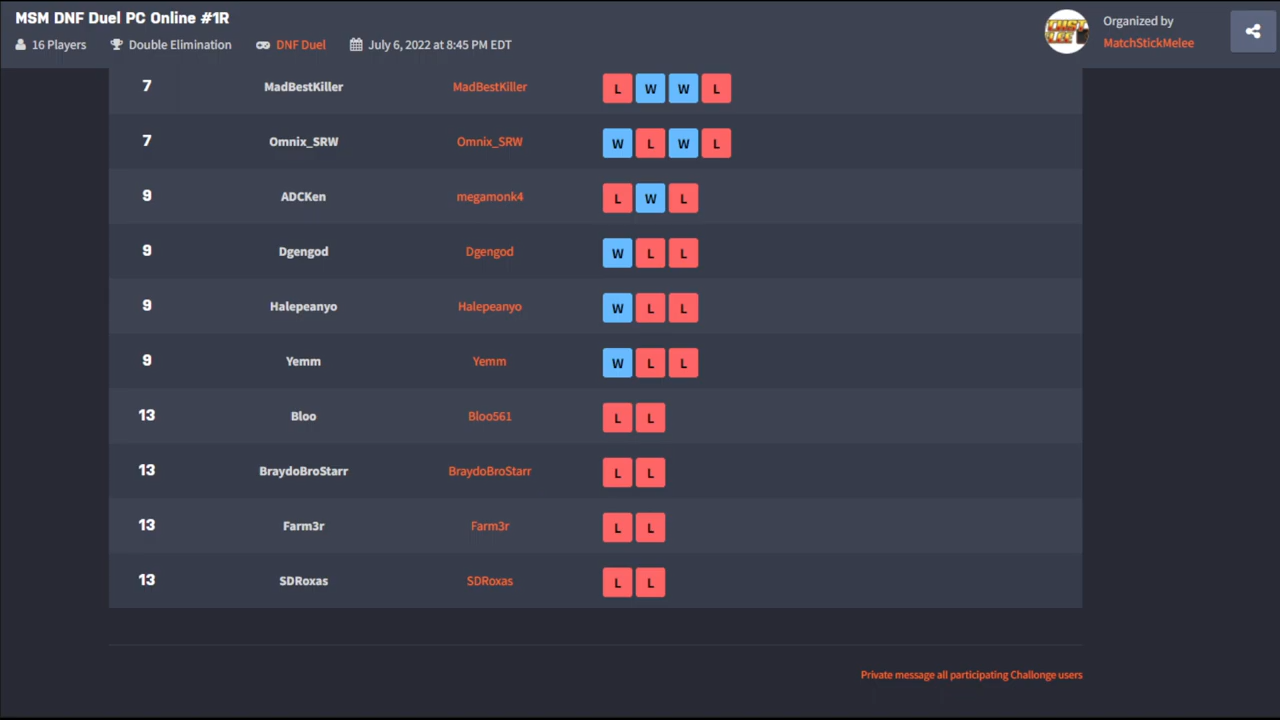 MSM DNF Duel PC Online #1R
16 Players Double Elimination DNF Duel July 6, 2022 at 8:45 PM EDT
Organized by
MatchStickMelee
7 MadBestKiller MadBestKiller L W W L
7 Omnix_SRW Omnix_SRW W L W L
9 ADCKen megamonk4 L W L
9 Dgengod Dgengod W L L
9 Halepeanyo Halepeanyo W L L
9 Yemm Yemm W L L
13 Bloo Bloo561 L L
13 BraydoBroStarr BraydoBroStarr L L
13 Farm3r Farm3r L L
13 SDRoxas SDRoxas L L
Private message all participating Challonge users